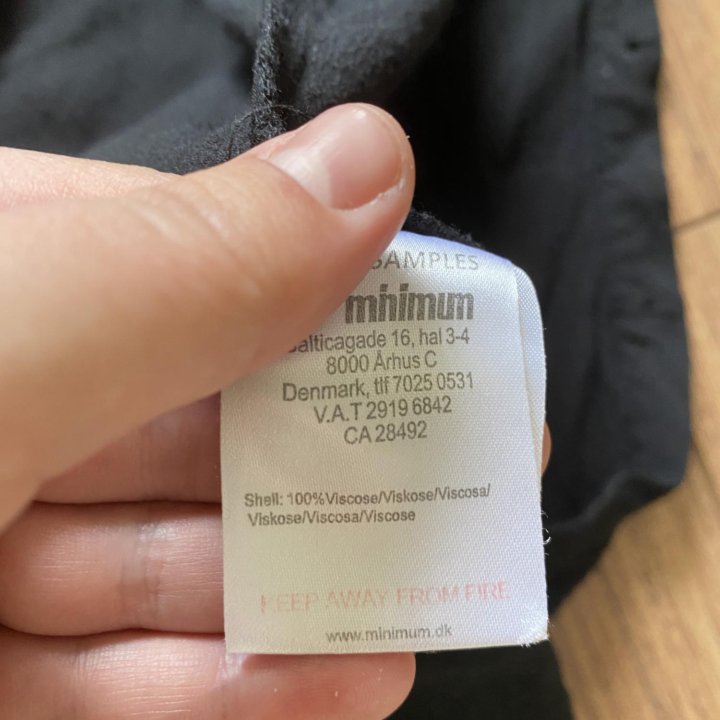 SAMPLES
minimum
alticagade 16, hal 3-4
8000 Århus C
Denmark, tlf 7025 0531
V.A.T 2919 6842
CA 28492
Shell: 100%Viscose/Viskose/Viscosa/
Viskose/Viscosa/Viscose
KEEP AWAY FROM FIRE
www.minimum.dk